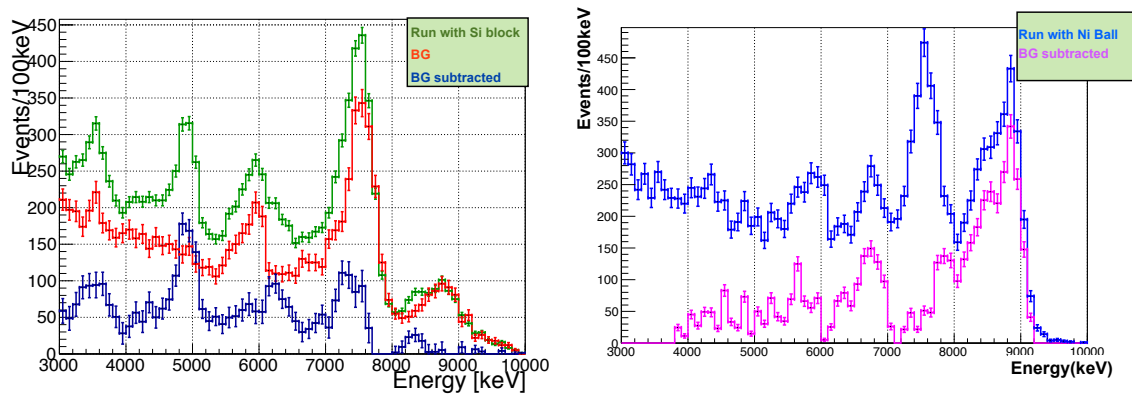 450
400
350
300
250
200
150
100
50
0
Events/100keV
Run with Si block
BG
BG subtracted
3000 4000 5000 6000 7000 8000 9000 10000
Energy [keV]
450
400
350
300
250
200
150
100
50
0
Events/100keV
Run with Ni Ball
BG subtracted
3000 4000 5000 6000 7000 8000 9000 10000
Energy(keV)